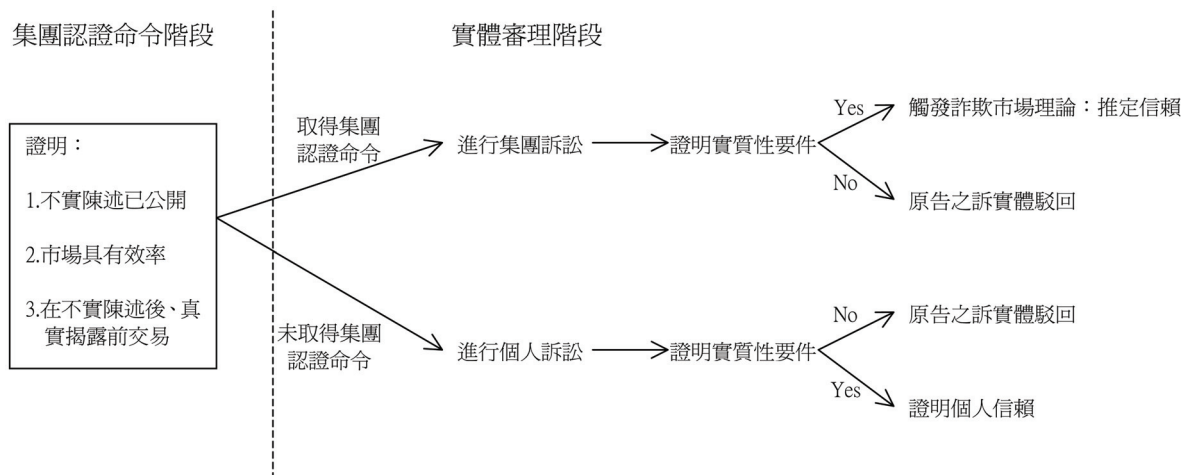 集團認證命令階段
實體審理階段
證明：
1.不實陳述已公開
2.市場具有效率
3.在不實陳述後、真
實揭露前交易
取得集團
認證命令
進行集團訴訟
證明實質性要件
Yes
觸發詐欺市場理論：推定信賴
No
原告之訴實體駁回
未取得集團
認證命令
進行個人訴訟
證明實質性要件
No
原告之訴實體駁回
Yes
證明個人信賴